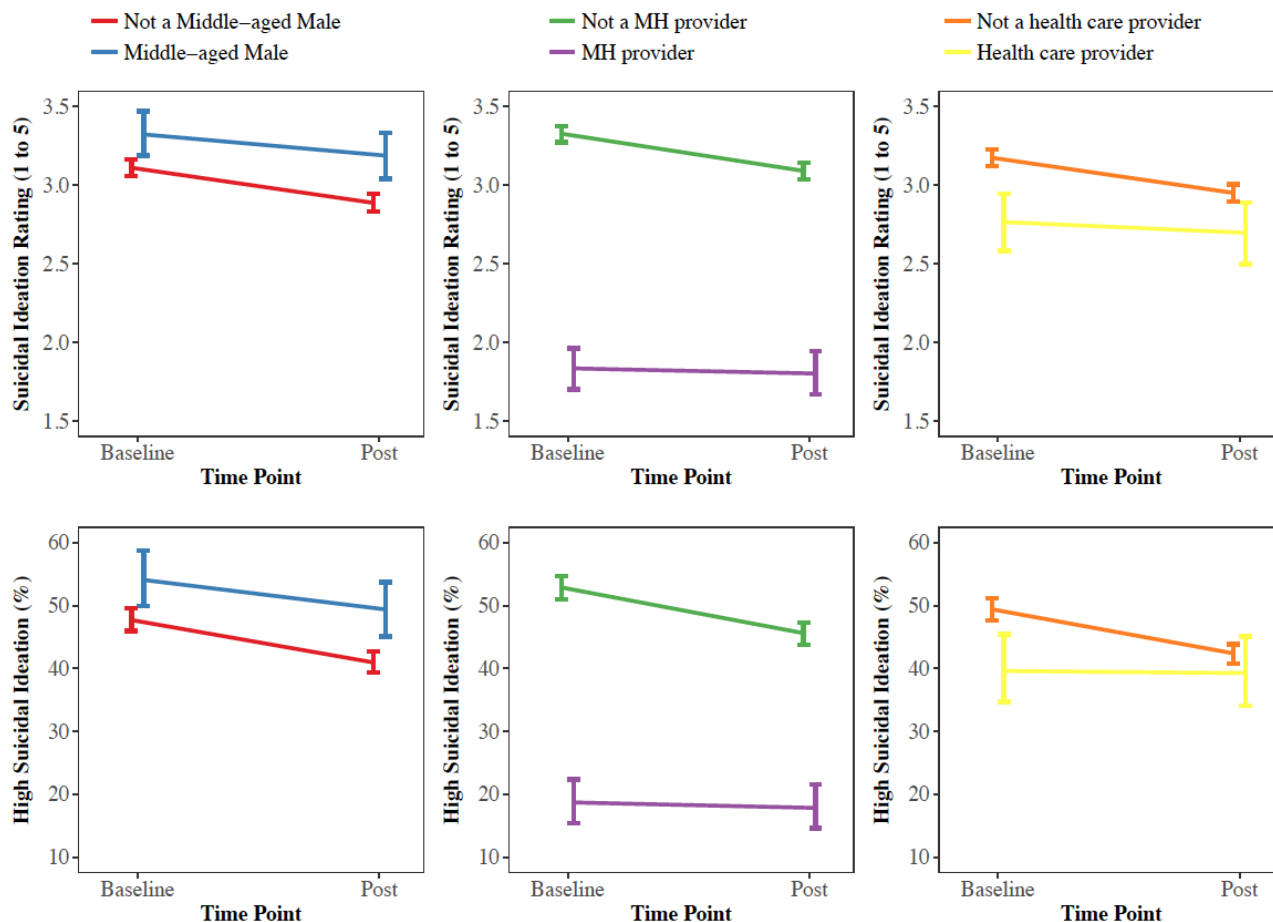 Not a Middle–aged Male
Middle–aged Male
Not a MH provider
MH provider
Not a health care provider
Health care provider
Suicidal Ideation Rating (1 to 5)
3.5
3.0
2.5
2.0
1.5
Baseline
Post
Time Point
Suicidal Ideation Rating (1 to 5)
3.5
3.0
2.5
2.0
1.5
Baseline
Post
Time Point
Suicidal Ideation Rating (1 to 5)
3.5
3.0
2.5
2.0
1.5
Baseline
Post
Time Point
High Suicidal Ideation (%)
60
50
40
30
20
10
Baseline
Post
Time Point
High Suicidal Ideation (%)
60
50
40
30
20
10
Baseline
Post
Time Point
High Suicidal Ideation (%)
60
50
40
30
20
10
Baseline
Post
Time Point